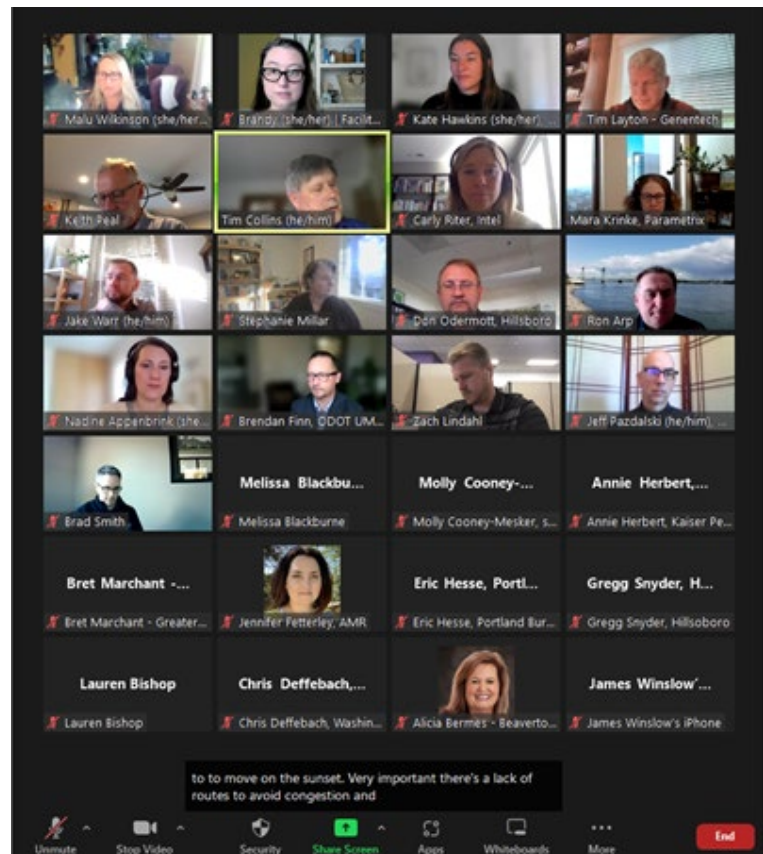 Malu Wilkinson (she/her...
Brandy (she/her) | Facilit...
Kate Hawkins (she/her), ...
Tim Layton - Genentech
Keith Peal
Tim Collins (he/him)
Carly Riter, Intel
Mara Krinke, Parametrix
Jake Warr (he/him)
Stephanie Millar
Don Odermott, Hillsboro
Ron Arp
Nadine Appenbrink (she...
Brendan Finn, ODOT UM...
Zach Lindahl
Jeff Pazdalski (he/him), ...
Brad Smith
Melissa Blackbu...
Melissa Blackburne
Molly Cooney-...
Molly Cooney-Mesker, s...
Annie Herbert,...
Annie Herbert, Kaiser Pe...
Bret Marchant -...
Bret Marchant - Greater...
Jennifer Fetterley, AMR
Eric Hesse, Portl...
Eric Hesse, Portland Bur...
Gregg Snyder, H...
Gregg Snyder, Hillsoboro
Lauren Bishop
Lauren Bishop
Chris Deffebach,...
Chris Deffebach, Washin...
Alicia Bermes - Beaverto...
James Winslow'...
James Winslow's iPhone
to to move on the sunset. Very important there's a lack of
routes to avoid congestion and
Unmute
Stop Video
Security
Share Screen
Apps
Whiteboards
More
End